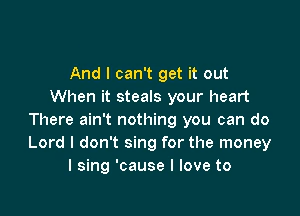 And I can't get it out
When it steals your heart
There ain't nothing you can do
Lord I don't sing for the money
I sing 'cause I love to